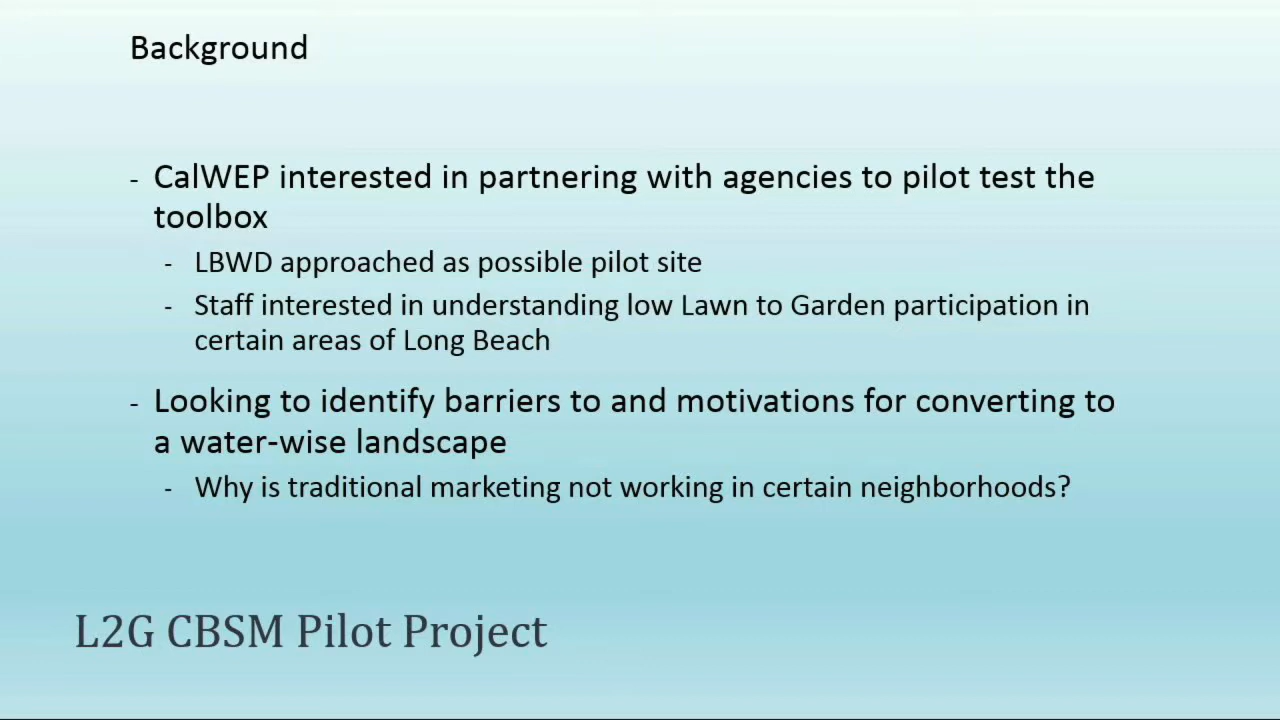 Background
- CalWEP interested in partnering with agencies to pilot test the
toolbox
- LBWD approached as possible pilot site
- Staff interested in understanding low Lawn to Garden participation in
certain areas of Long Beach
- Looking to identify barriers to and motivations for converting to
a water-wise landscape
- Why is traditional marketing not working in certain neighborhoods?
L2G CBSM Pilot Project